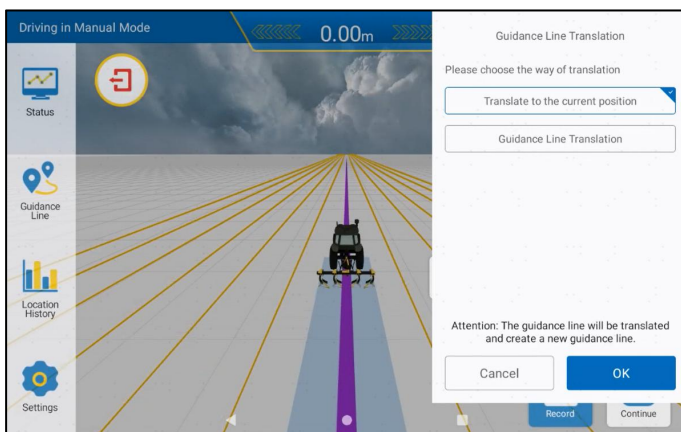 Driving in Manual Mode
0.00m
Status
Guidance
Line
Location
History
Settings
Guidance Line Translation
Please choose the way of translation
Translate to the current position
Guidance Line Translation
Attention: The guidance line will be translated
and create a new guidance line.
Cancel
OK
Record
Continue